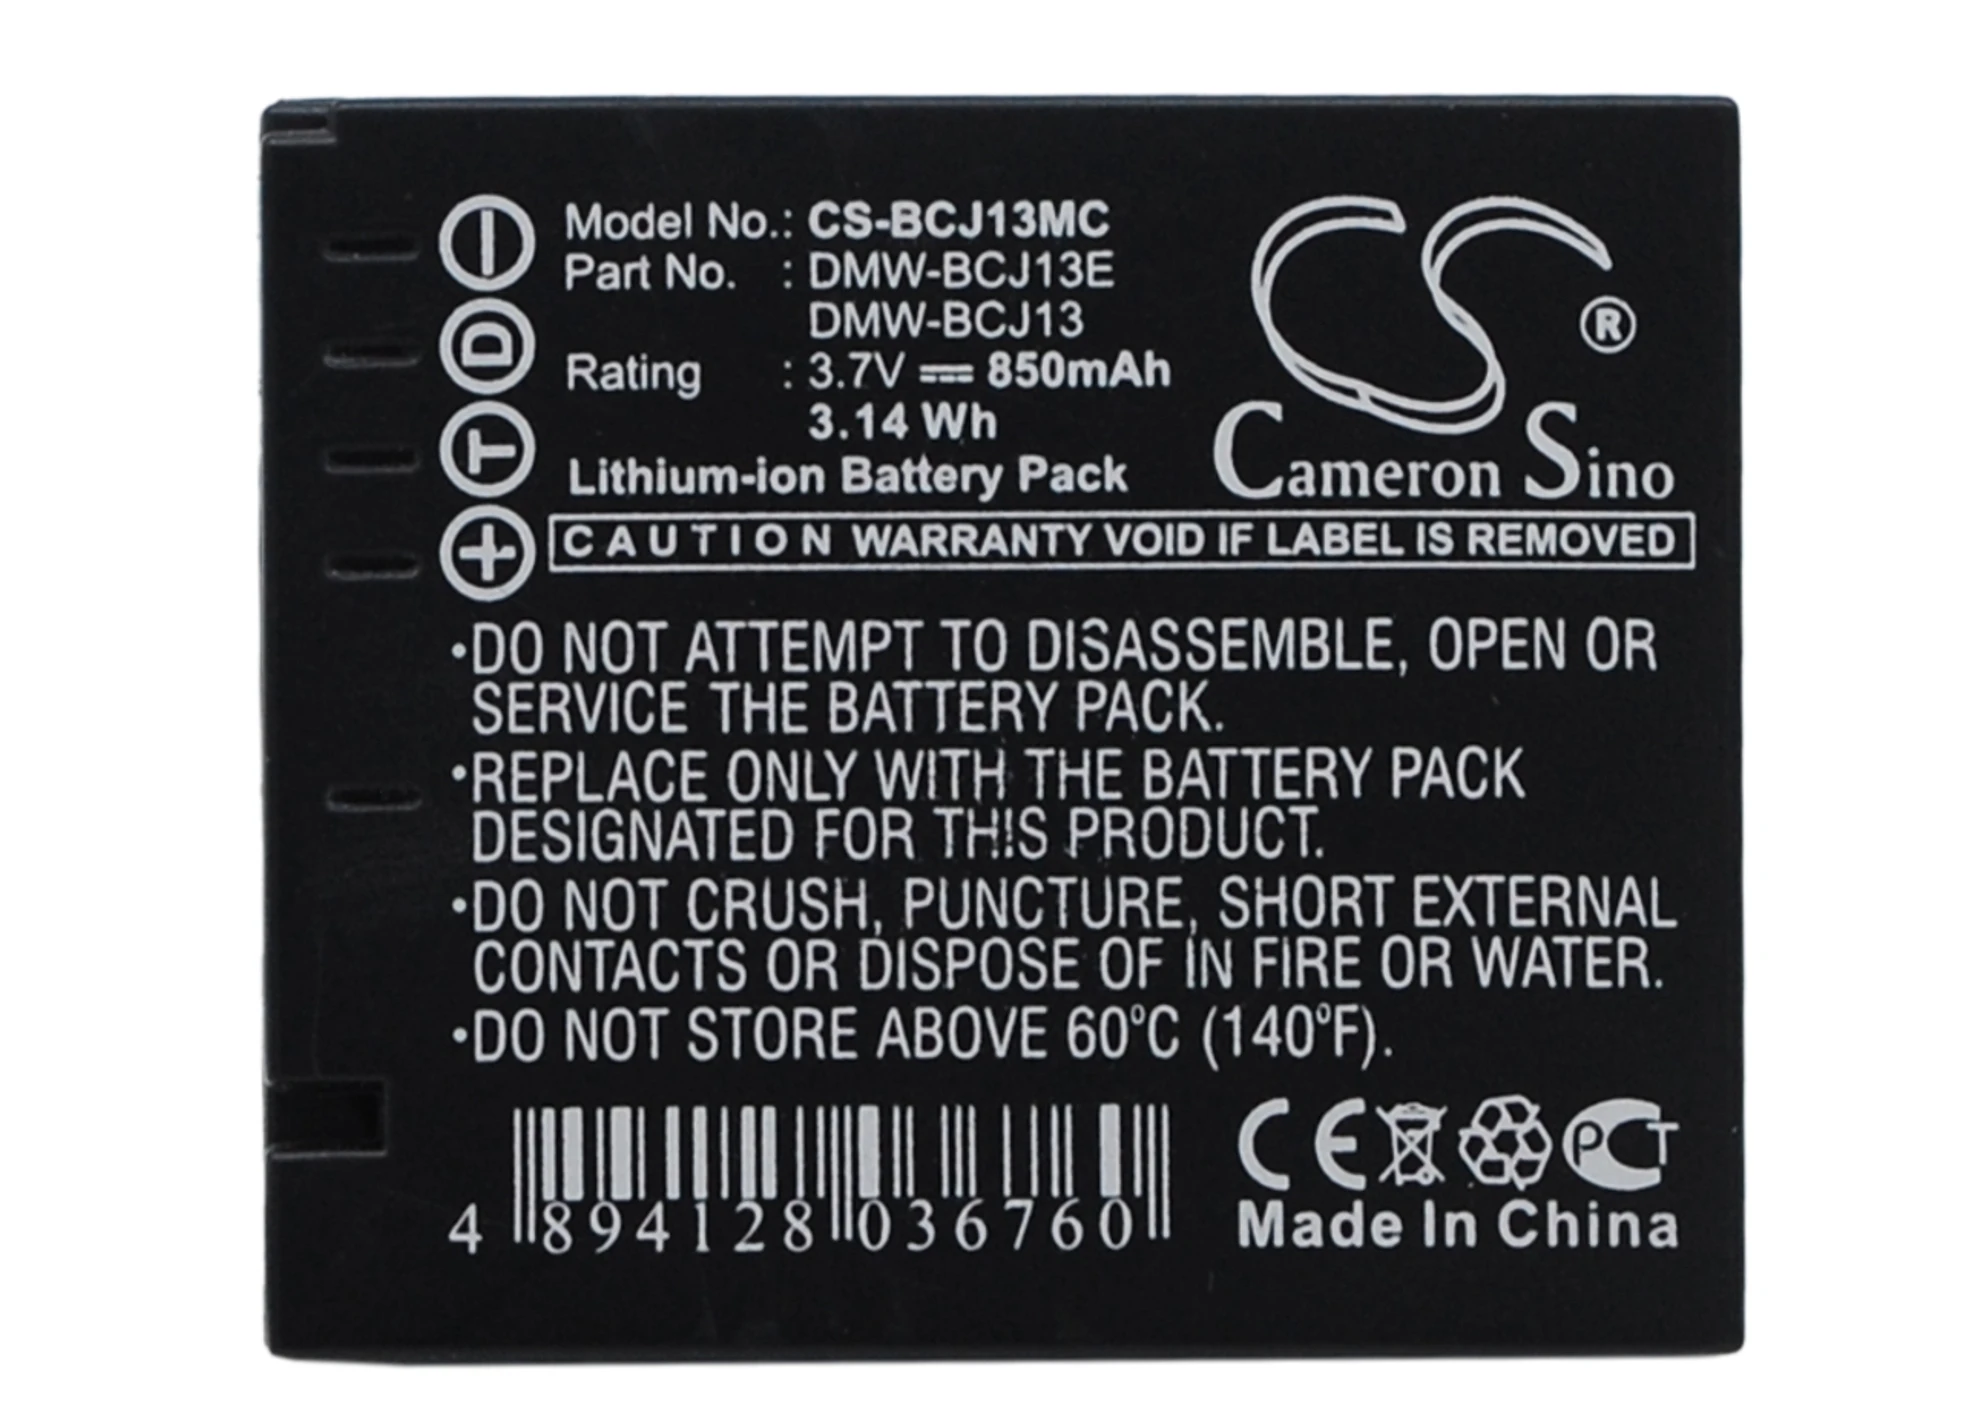 Model No.: CS-BCJ13MC
Part No. : DMW-BCJ13E
DMW-BCJ13
Rating : 3.7V 850mAh
3.14 Wh
Lithium-ion Battery Pack
D
T
CS ®
Cameron Sino
CAUTION WARRANTY VOID IF LABEL IS REMOVED
•DO NOT ATTEMPT TO DISASSEMBLE, OPEN OR
SERVICE THE BATTERY PACK.
•REPLACE ONLY WITH THE BATTERY PACK
DESIGNATED FOR THIS PRODUCT.
•DO NOT CRUSH, PUNCTURE, SHORT EXTERNAL
CONTACTS OR DISPOSE OF IN FIRE OR WATER.
•DO NOT STORE ABOVE 60°C (140°F).
4 894128 036760
CE PCT
Made In China